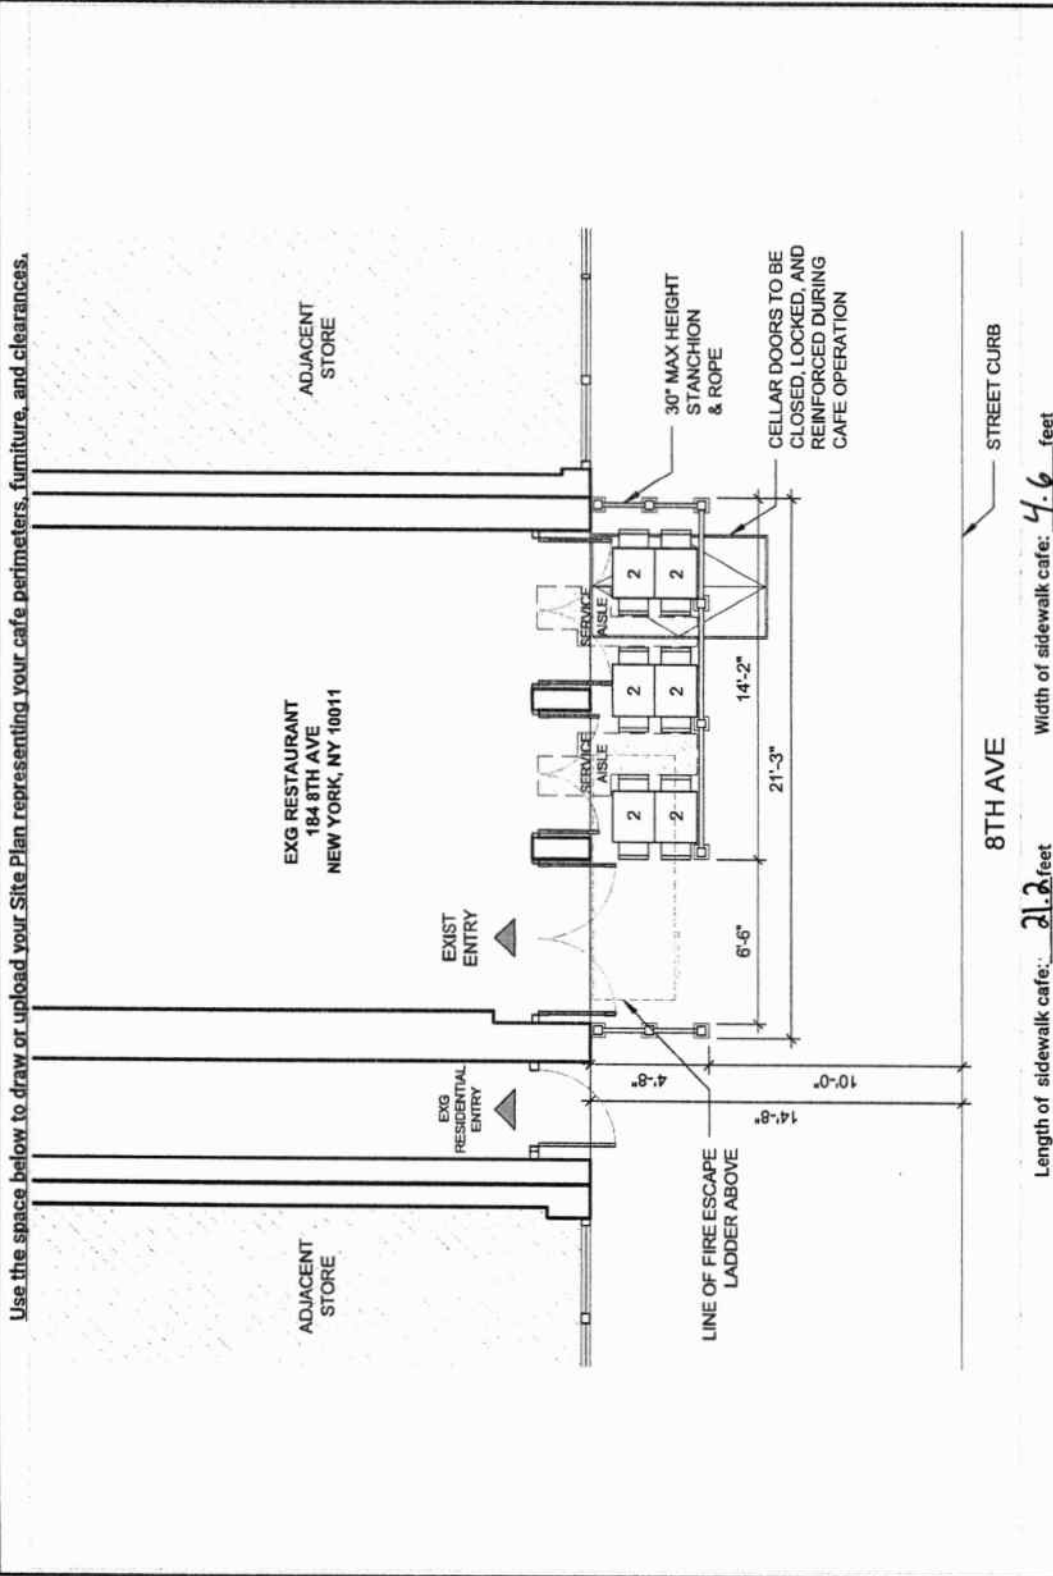 Use the space below to draw or upload your Site Plan representing your cafe perimeters, furniture, and clearances.
ADJACENT
STORE
EXG RESTAURANT
184 8TH AVE
NEW YORK, NY 10011
ADJACENT
STORE
EXG
RESIDENTIAL
ENTRY
EXIST
ENTRY
SERVICE
AISLE
SERVICE
AISLE
2
2
2
2
2
2
30" MAX HEIGHT
STANCHION
& ROPE
CELLAR DOORS TO BE
CLOSED, LOCKED, AND
REINFORCED DURING
CAFE OPERATION
LINE OF FIRE ESCAPE
LADDER ABOVE
4'-8"
10'-0"
14'-8"
6'-6"
14'-2"
21'-3"
8TH AVE
STREET CURB
Length of sidewalk cafe: 21.2 feet
Width of sidewalk cafe: 4.6 feet